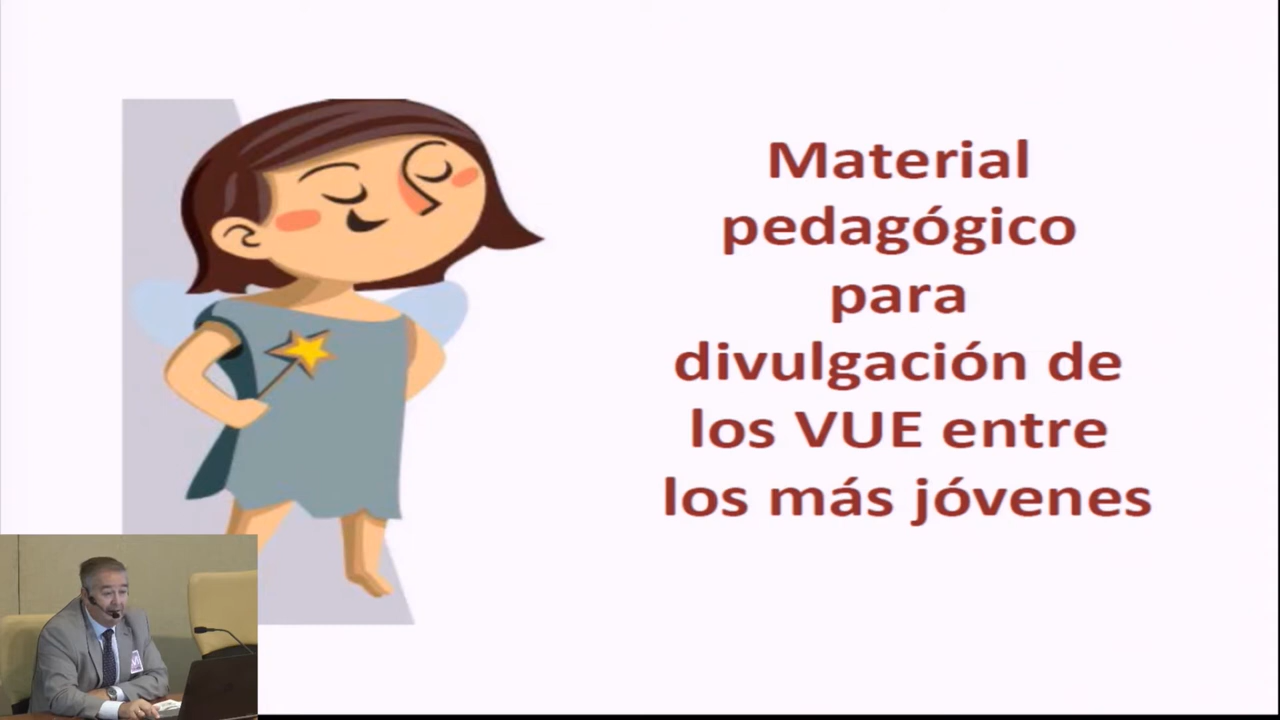 Material
pedagógico
para
divulgación de
los VUE entre
los más jóvenes